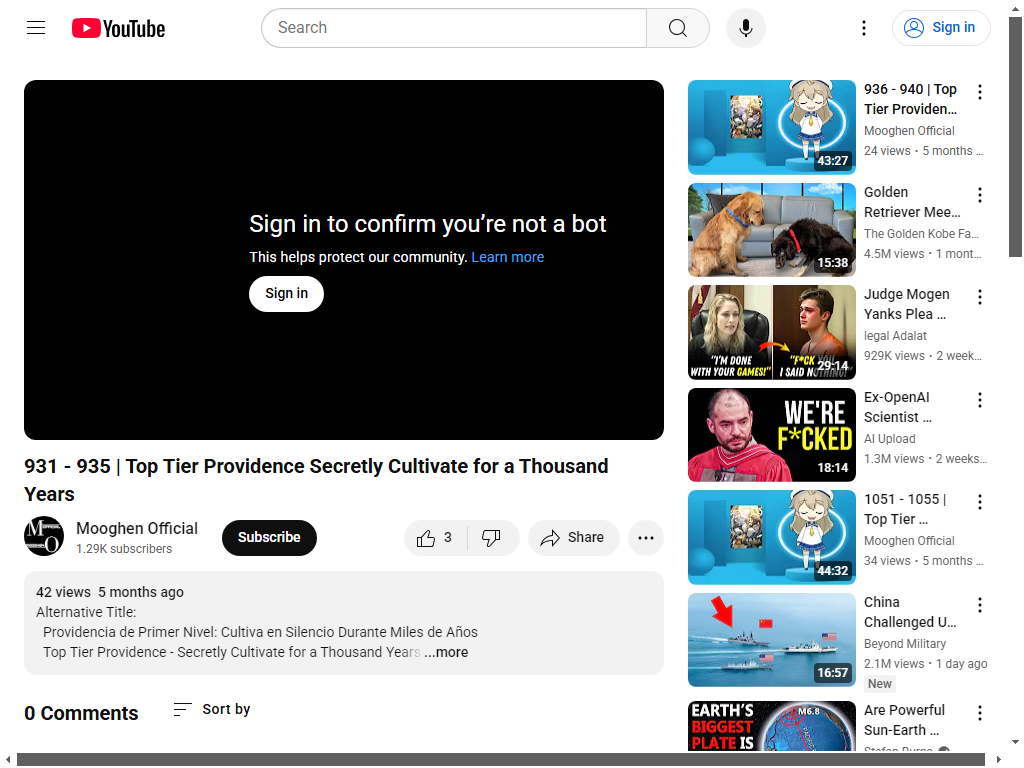 YouTube
Search
Sign in
Sign in to confirm you’re not a bot
This helps protect our community. Learn more
Sign in
931 - 935 | Top Tier Providence Secretly Cultivate for a Thousand
Years
Mooghen Official
1.29K subscribers
Subscribe
3
Share
42 views 5 months ago
Alternative Title:
Providencia de Primer Nivel: Cultiva en Silencio Durante Miles de Años
Top Tier Providence - Secretly Cultivate for a Thousand Years ...more
0 Comments
Sort by
936 - 940 | Top
Tier Providen...
Mooghen Official
24 views • 5 months ...
43:27
Golden
Retriever Mee...
The Golden Kobe Fa...
4.5M views • 1 mont...
15:38
Judge Mogen
Yanks Plea ...
legal Adalat
929K views • 2 week...
"I'M DONE
WITH YOUR GAMES!"
"F*CK YOU
I SAID NOTHING!"
29:14
Ex-OpenAI
Scientist ...
AI Upload
1.3M views • 2 weeks...
WE'RE
F*CKED
18:14
1051 - 1055 |
Top Tier ...
Mooghen Official
34 views • 5 months ...
44:32
China
Challenged U...
Beyond Military
2.1M views • 1 day ago
New
16:57
Are Powerful
Sun-Earth ...
EARTH'S
BIGGEST
PLATE IS
M6.8